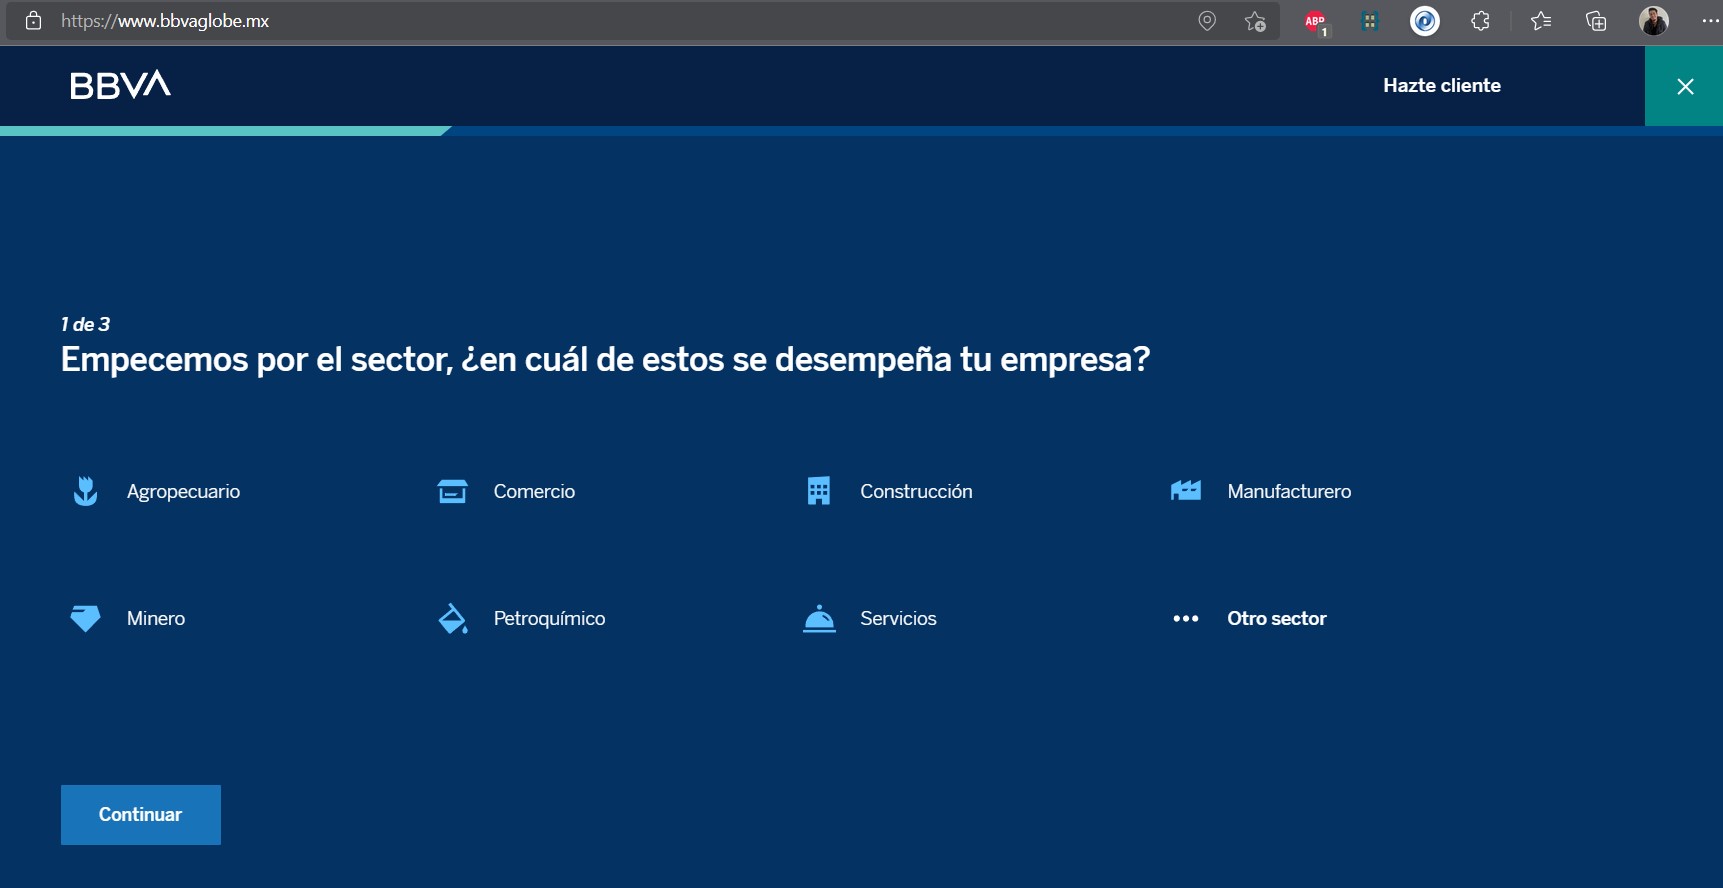 https://www.bbvaglobe.mx
ABP
1
BBVA
Hazte cliente
1 de 3
Empecemos por el sector, ¿en cuál de estos se desempeña tu empresa?
Agropecuario
Comercio
Construcción
Manufacturero
Minero
Petroquímico
Servicios
Otro sector
Continuar